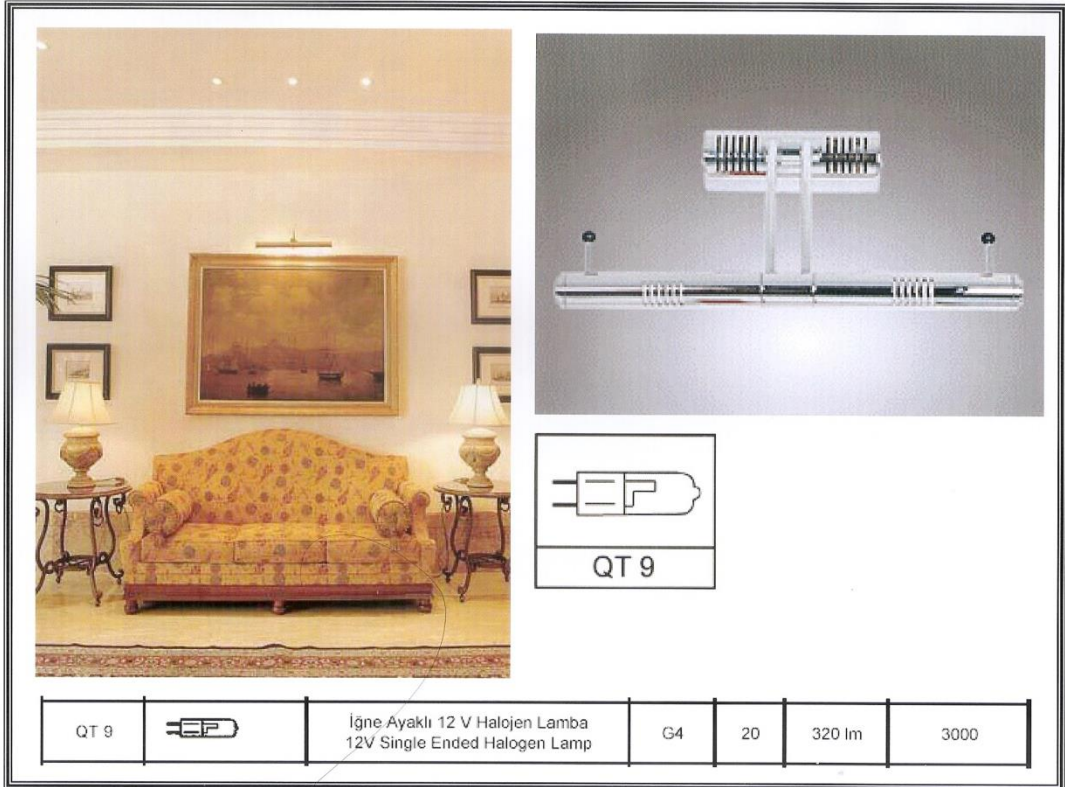 QT 9
QT 9
İğne Ayaklı 12 V Halojen Lamba
12V Single Ended Halogen Lamp
G4
20
320 lm
3000